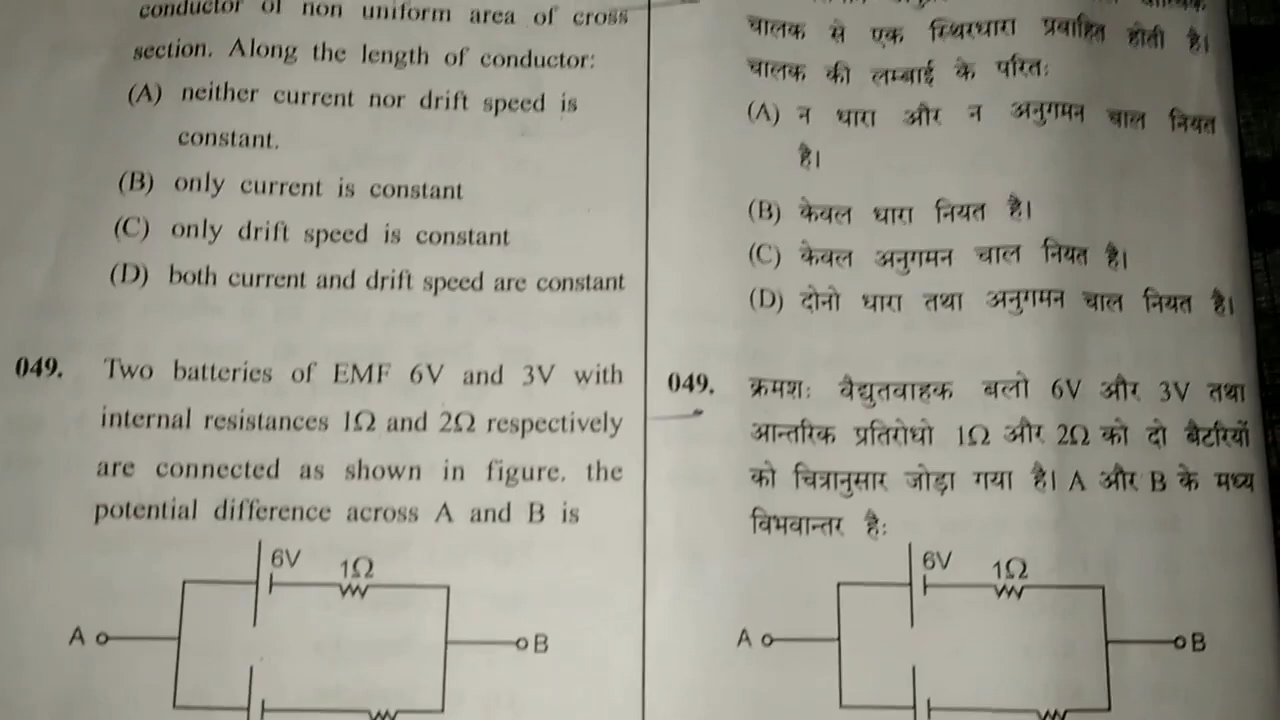 conductor of non uniform area of cross
section. Along the length of conductor:
(A) neither current nor drift speed is
constant.
(B) only current is constant
(C) only drift speed is constant
(D) both current and drift speed are constant
049. Two batteries of EMF 6V and 3V with
internal resistances 1Ω and 2Ω respectively
are connected as shown in figure. the
potential difference across A and B is
6V 1Ω
A B
चालक से एक स्थिरधारा प्रवाहित होती है।
चालक की लम्बाई के परितः
(A) न धारा और न अनुगमन चाल नियत
है।
(B) केवल धारा नियत है।
(C) केवल अनुगमन चाल नियत है।
(D) दोनो धारा तथा अनुगमन चाल नियत है।
049. क्रमशः वैद्युतवाहक बलो 6V और 3V तथा
आन्तरिक प्रतिरोधो 1Ω और 2Ω को दो बैटरियों
को चित्रानुसार जोड़ा गया है। A और B के मध्य
विभवान्तर है:
6V 1Ω
A B